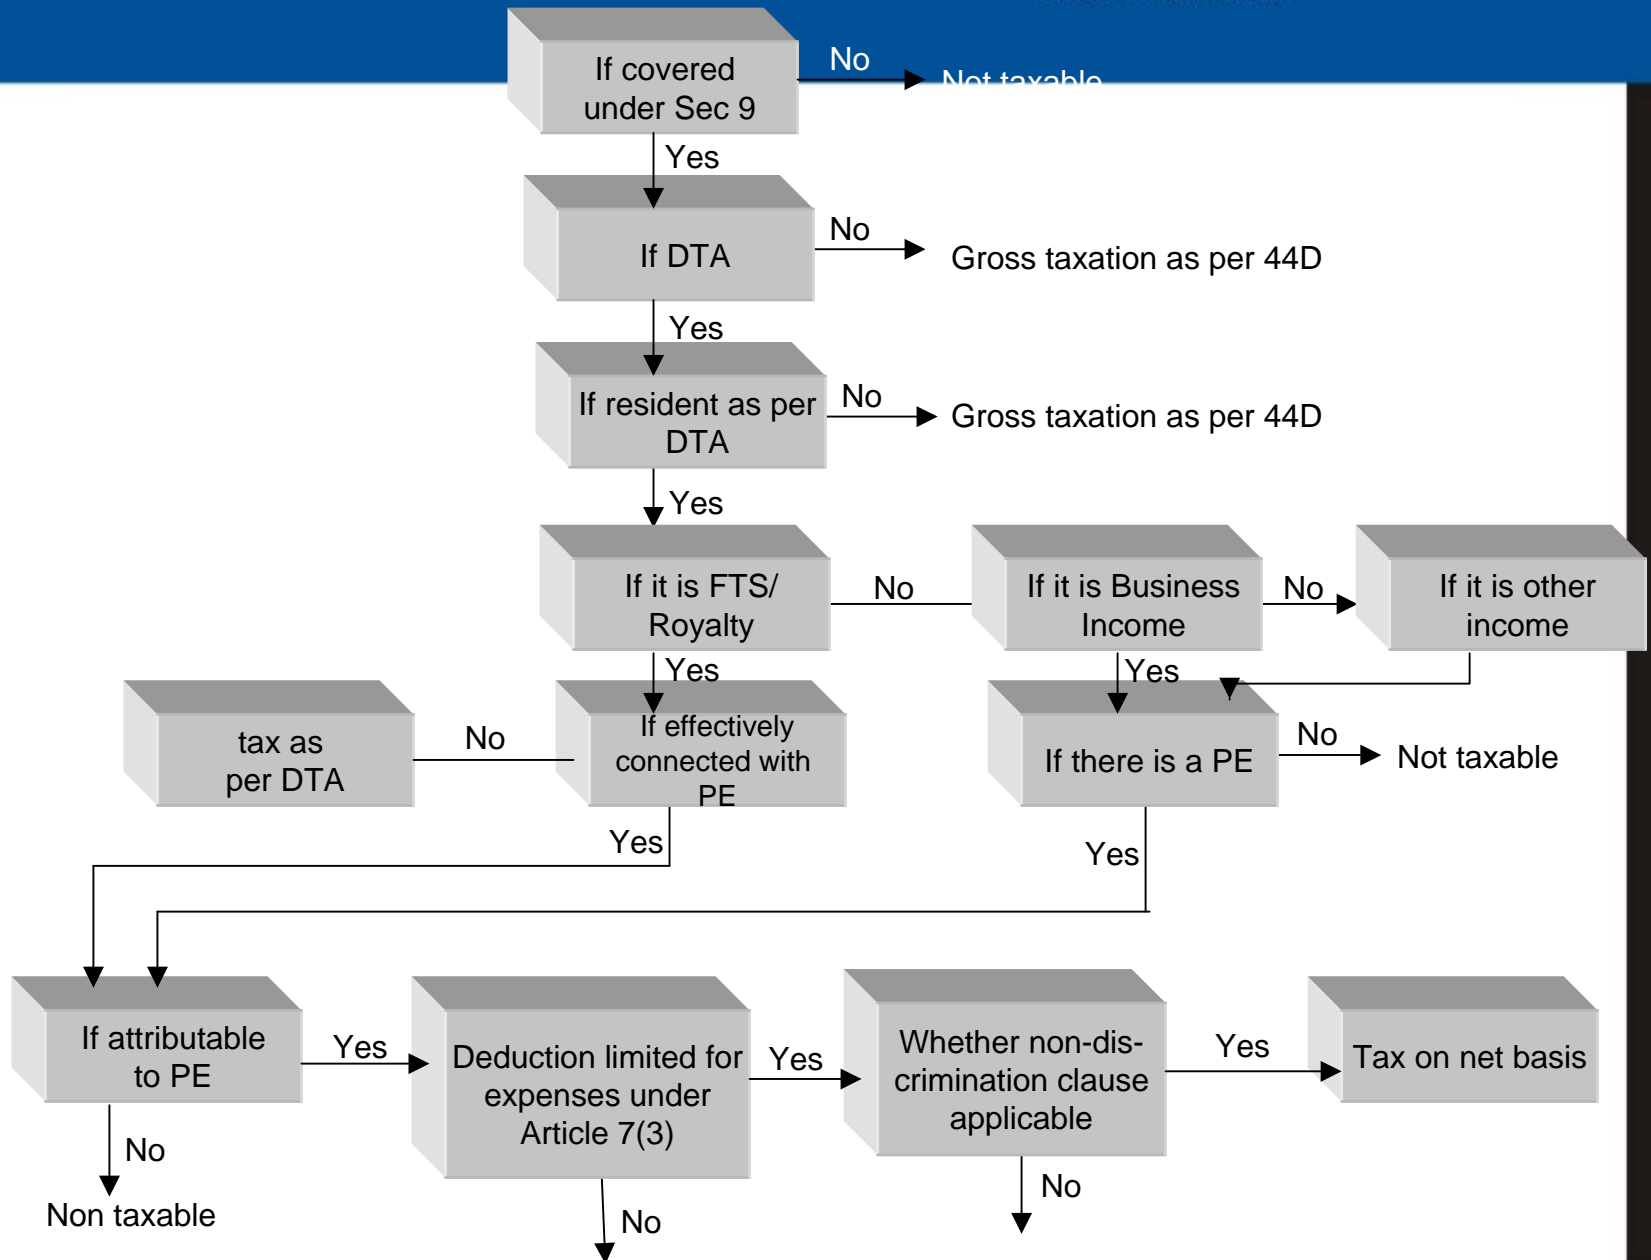 If covered
under Sec 9
No
Not taxable
Yes
If DTA
No
Gross taxation as per 44D
Yes
If resident as per
DTA
No
Gross taxation as per 44D
Yes
If it is FTS/
Royalty
No
If it is Business
Income
No
If it is other
income
Yes
Yes
tax as
per DTA
No
If effectively
connected with
PE
If there is a PE
No
Not taxable
Yes
Yes
If attributable
to PE
Yes
Deduction limited for
expenses under
Article 7(3)
Yes
Whether non-dis-
crimination clause
applicable
Yes
Tax on net basis
No
Non taxable
No
No